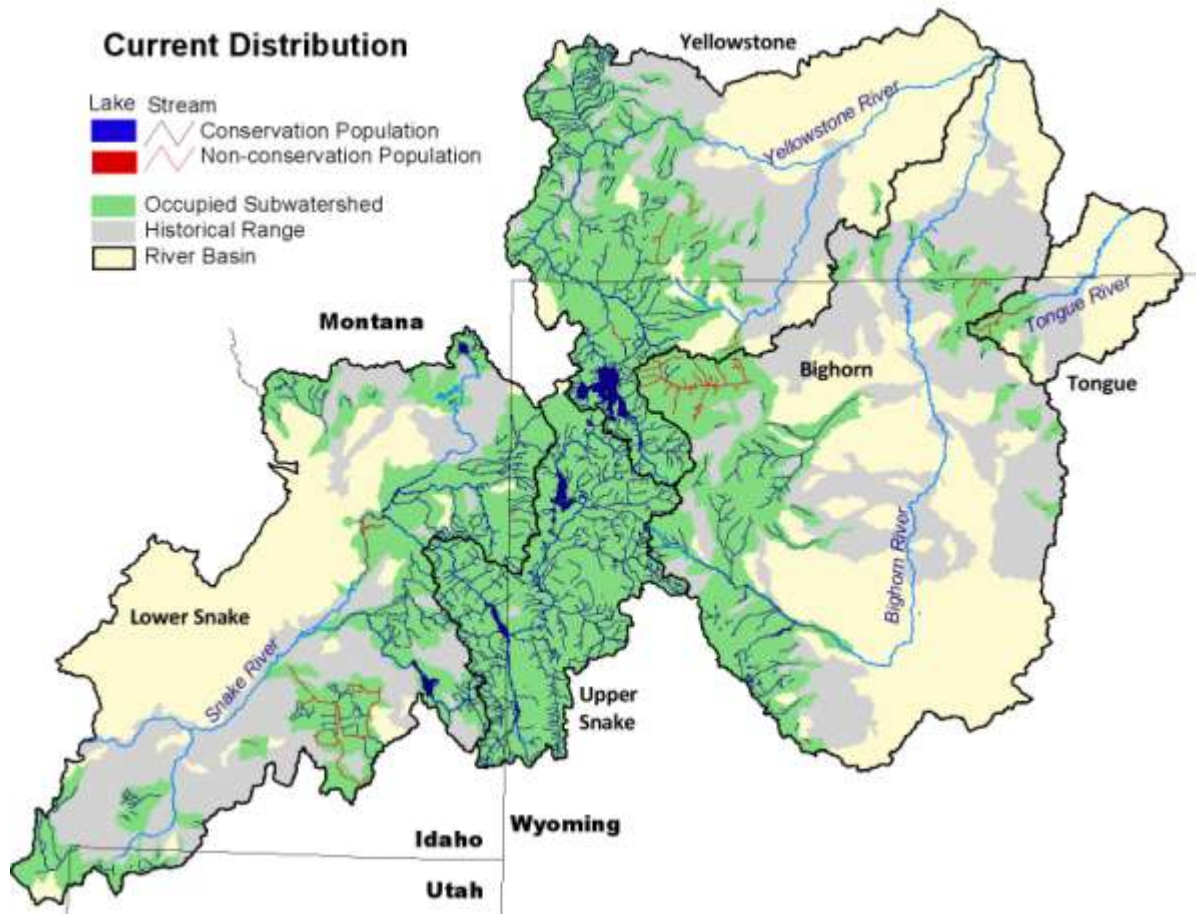 Current Distribution
Yellowstone
Lake Stream
Conservation Population
Non-conservation Population
Yellowstone River
Occupied Subwatershed
Historical Range
River Basin
Montana
Tongue River
Bighorn
Tongue
Bighorn River
Lower Snake
Snake River
Upper
Snake
Idaho
Wyoming
Utah